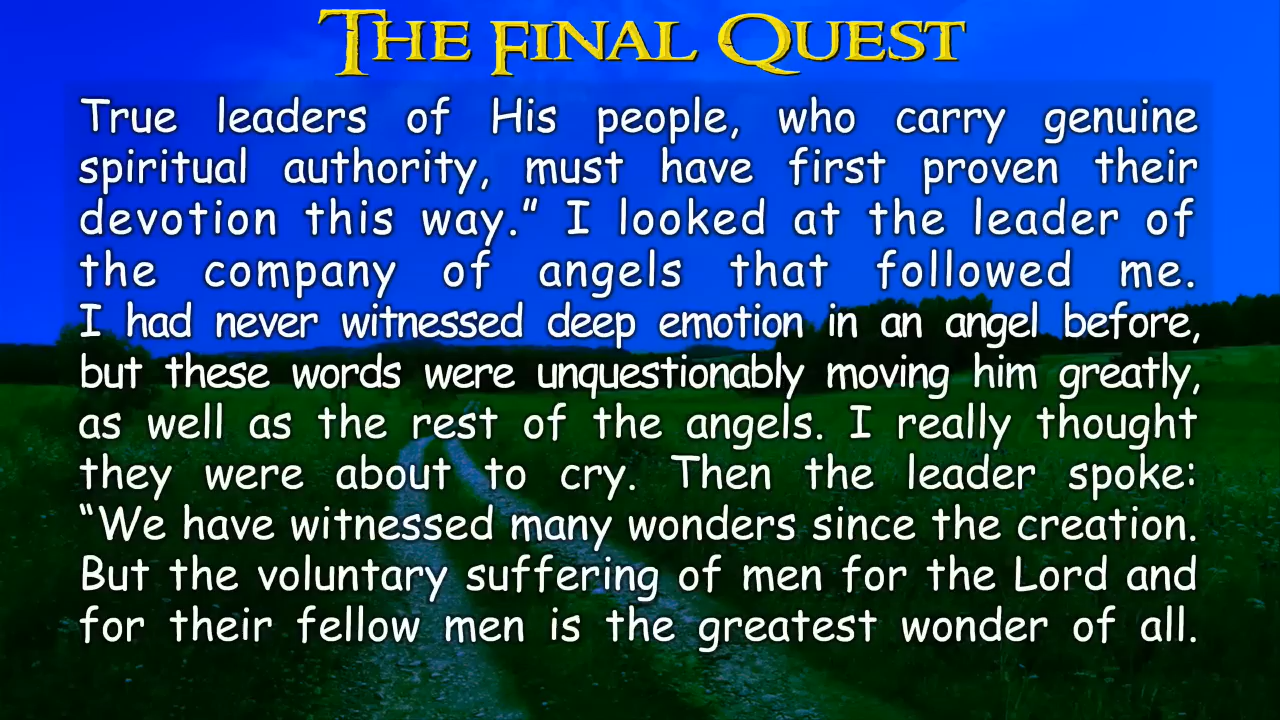 The Final Quest
True leaders of His people, who carry genuine
spiritual authority, must have first proven their
devotion this way.” I looked at the leader of
the company of angels that followed me.
I had never witnessed deep emotion in an angel before,
but these words were unquestionably moving him greatly,
as well as the rest of the angels. I really thought
they were about to cry. Then the leader spoke:
“We have witnessed many wonders since the creation.
But the voluntary suffering of men for the Lord and
for their fellow men is the greatest wonder of all.